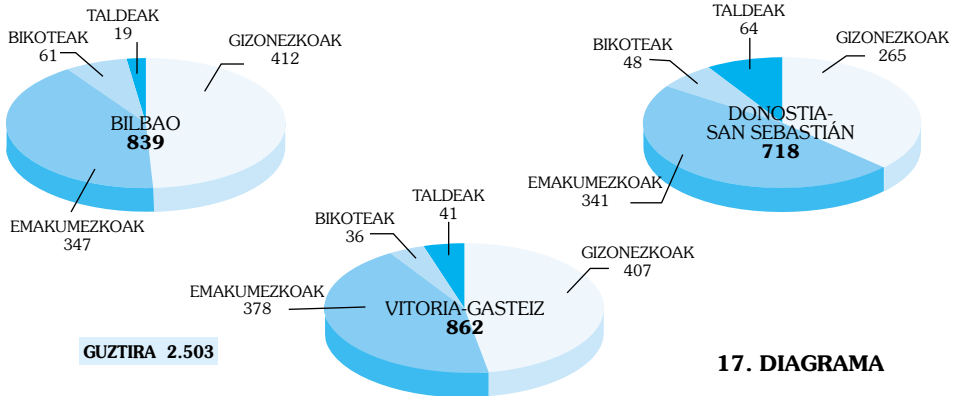 TALDEAK
19
BIKOTEAK
61
GIZONEZKOAK
412
BILBAO
839
EMAKUMEZKOAK
347
TALDEAK
64
BIKOTEAK
48
GIZONEZKOAK
265
DONOSTIA-
SAN SEBASTIÁN
718
EMAKUMEZKOAK
341
TALDEAK
41
BIKOTEAK
36
GIZONEZKOAK
407
EMAKUMEZKOAK
378
VITORIA-GASTEIZ
862
GUZTIRA 2.503
17. DIAGRAMA